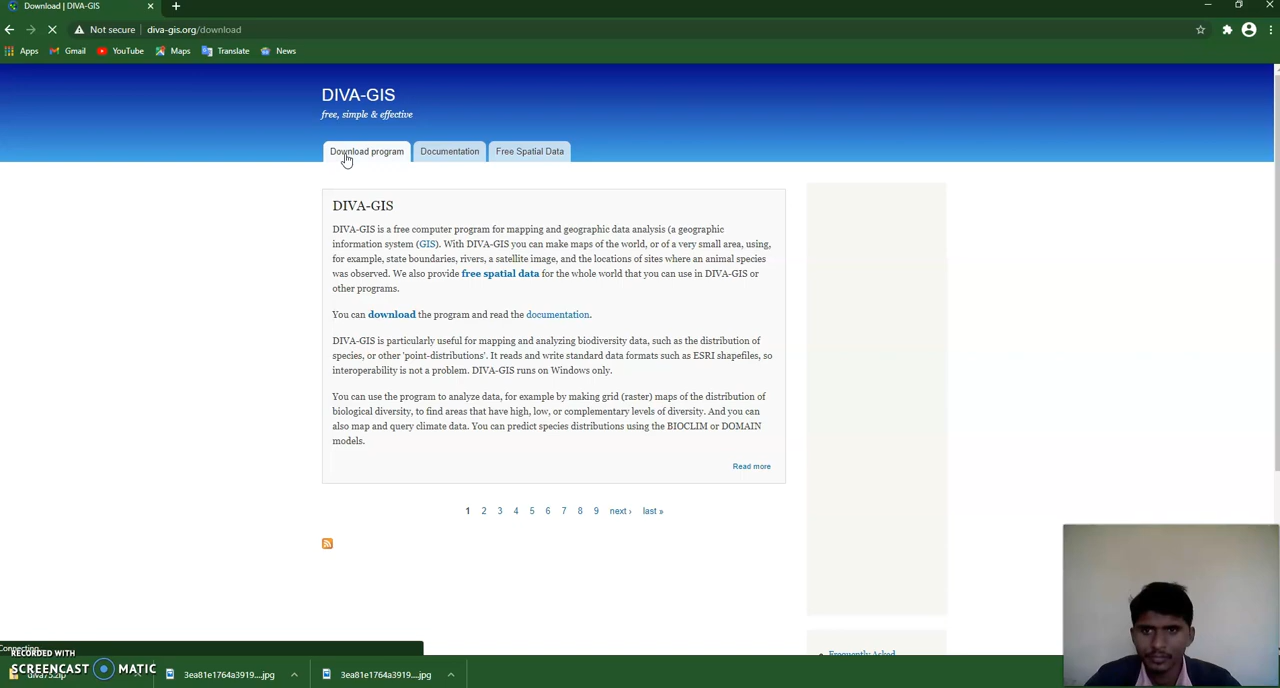 Download | DIVA-GIS
Not secure diva-gis.org/download
Apps Gmail YouTube Maps Translate News
DIVA-GIS
free, simple & effective
Download program Documentation Free Spatial Data
DIVA-GIS
DIVA-GIS is a free computer program for mapping and geographic data analysis (a geographic
information system (GIS). With DIVA-GIS you can make maps of the world, or of a very small area, using,
for example, state boundaries, rivers, a satellite image, and the locations of sites where an animal species
was observed. We also provide free spatial data for the whole world that you can use in DIVA-GIS or
other programs.
You can download the program and read the documentation.
DIVA-GIS is particularly useful for mapping and analyzing biodiversity data, such as the distribution of
species, or other 'point-distributions'. It reads and write standard data formats such as ESRI shapefiles, so
interoperability is not a problem. DIVA-GIS runs on Windows only.
You can use the program to analyze data, for example by making grid (raster) maps of the distribution of
biological diversity, to find areas that have high, low, or complementary levels of diversity. And you can
also map and query climate data. You can predict species distributions using the BIOCLIM or DOMAIN
models.
Read more
1 2 3 4 5 6 7 8 9 next › last »
Frequently Asked
Connecting...
RECORDED WITH
SCREENCAST MATIC
3ea81e1764a3919....jpg 3ea81e1764a3919....jpg